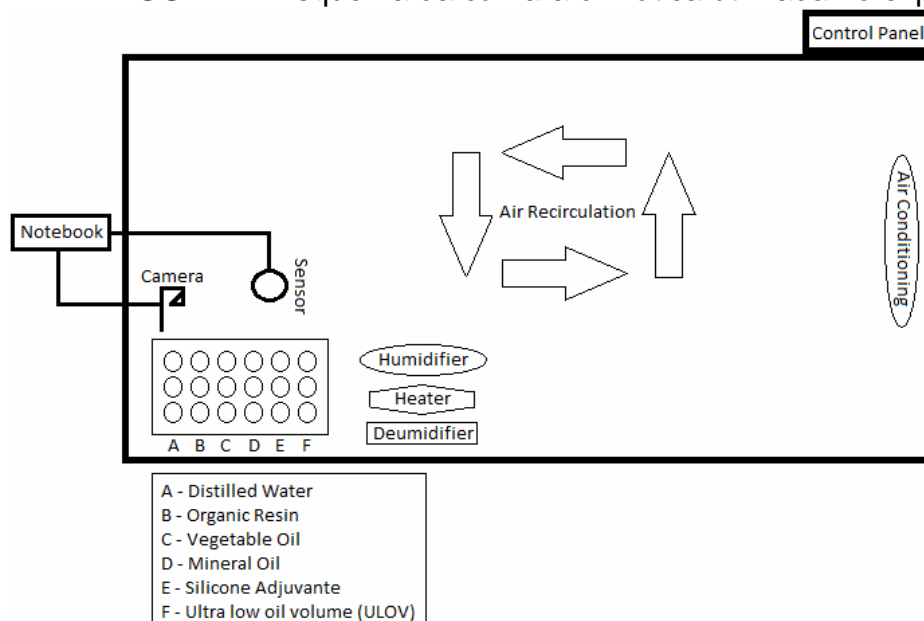 Control Panel
Air Conditioning
Air Recirculation
Notebook
Camera
Sensor
Humidifier
Heater
Deumidifier
A B C D E F
A - Distilled Water
B - Organic Resin
C - Vegetable Oil
D - Mineral Oil
E - Silicone Adjuvante
F - Ultra low oil volume (ULOV)